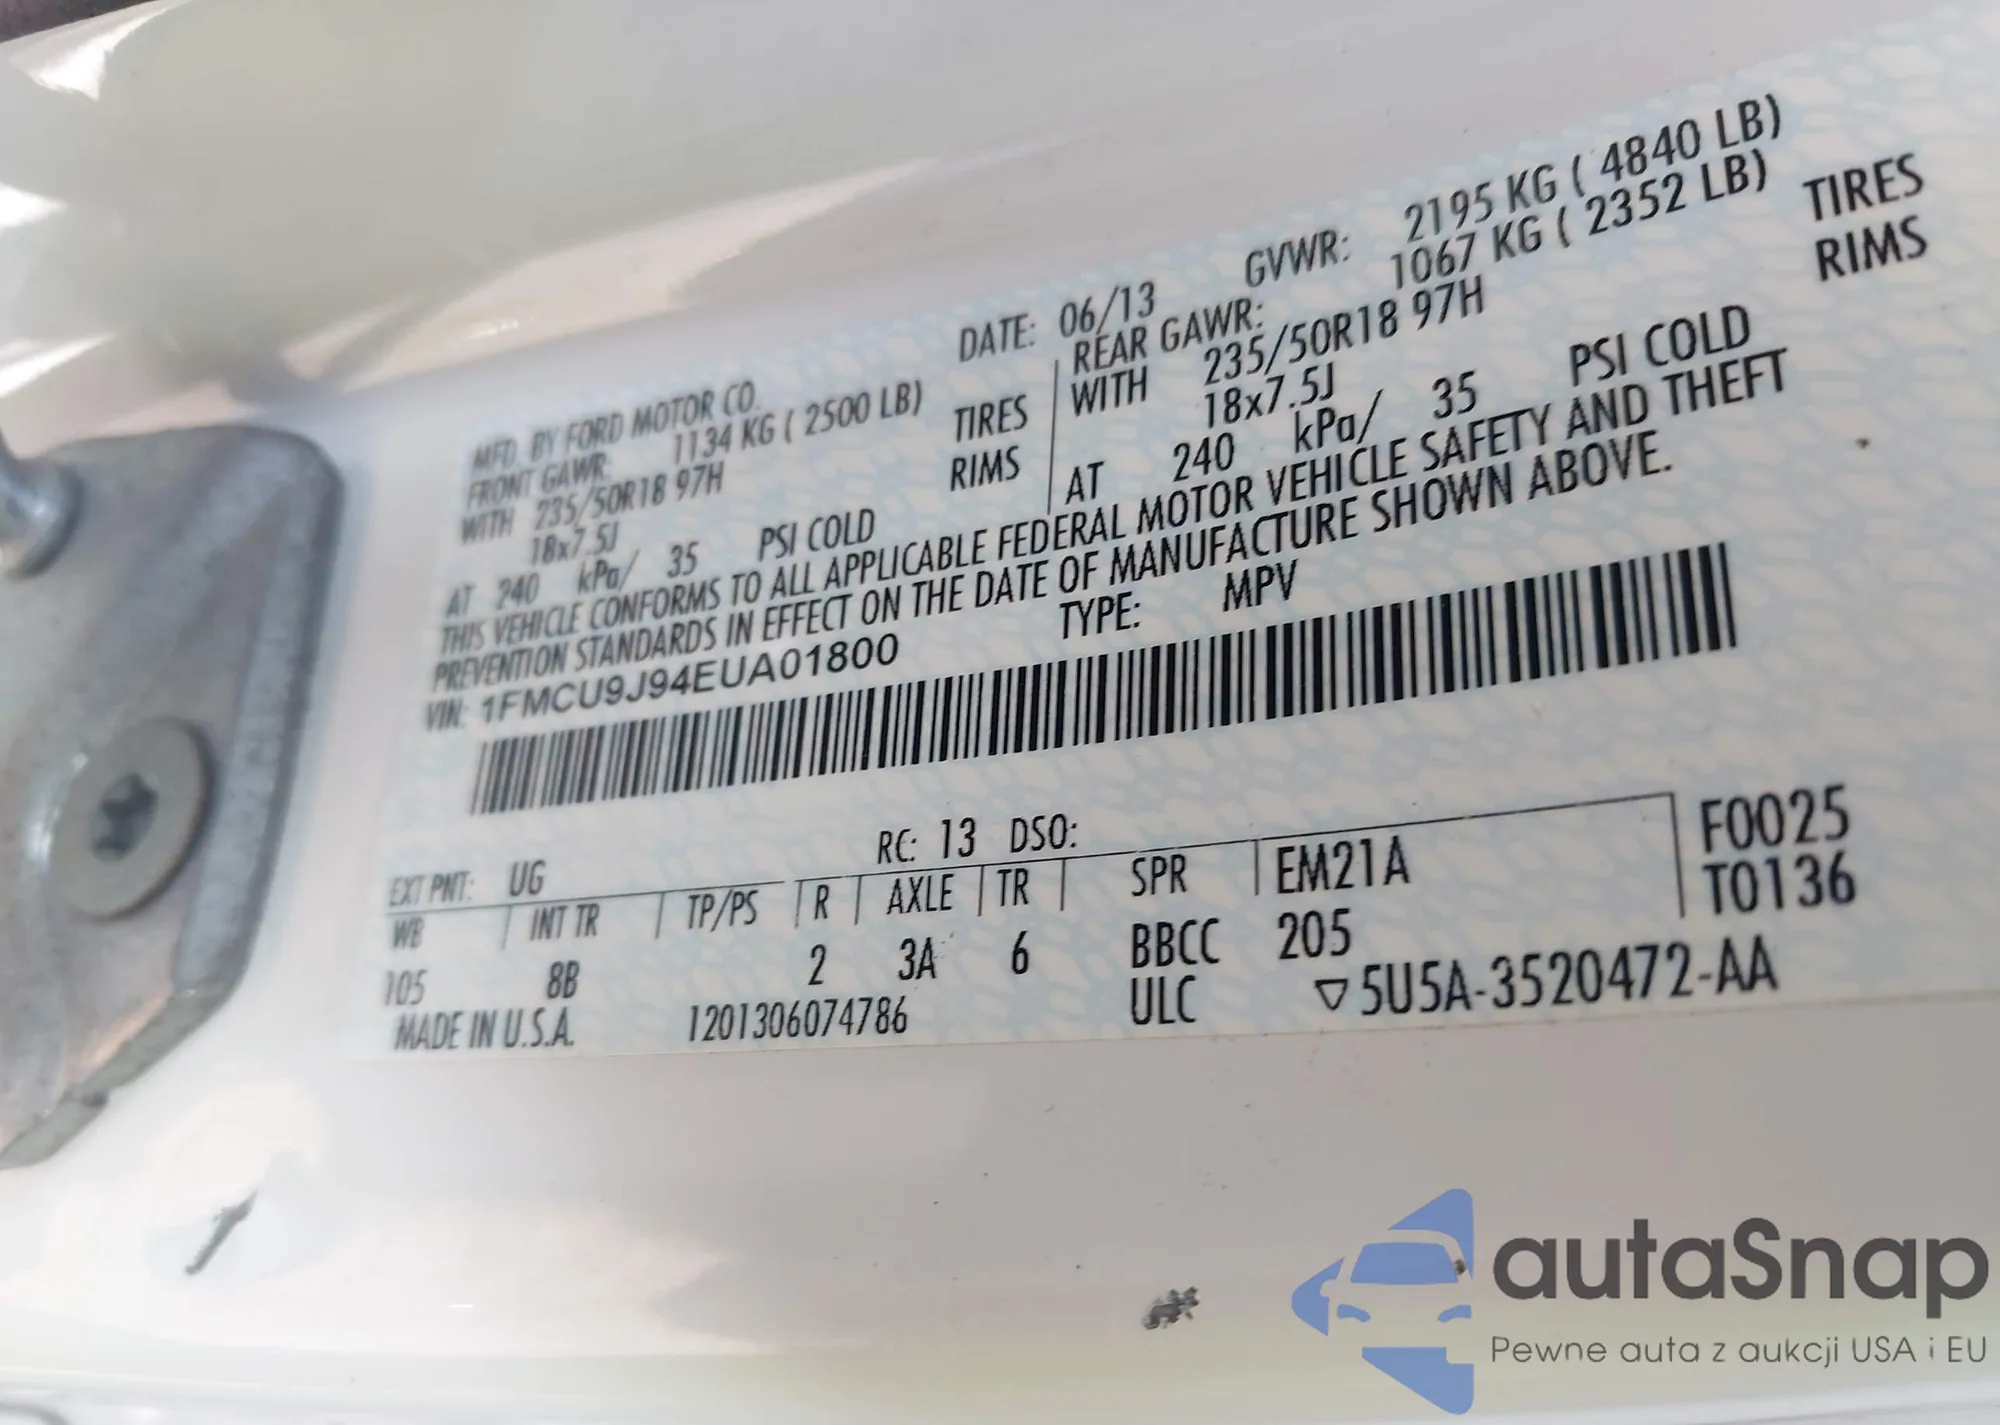 MFD. BY FORD MOTOR CO. DATE: 06/13 GVWR: 2195 KG ( 4840 LB)
FRONT GAWR: 1134 KG ( 2500 LB) REAR GAWR: 1067 KG ( 2352 LB)
WITH 235/50R18 97H TIRES WITH 235/50R18 97H TIRES
18x7.5J RIMS 18x7.5J RIMS
AT 240 kPa/ 35 PSI COLD AT 240 kPa/ 35 PSI COLD
THIS VEHICLE CONFORMS TO ALL APPLICABLE FEDERAL MOTOR VEHICLE SAFETY AND THEFT
PREVENTION STANDARDS IN EFFECT ON THE DATE OF MANUFACTURE SHOWN ABOVE.
VIN: 1FMCU9J94EUA01800 TYPE: MPV
EXT PNT: UG RC: 13 DSO: F0025
WB INT TR TP/PS R AXLE TR SPR EM21A T0136
105 8B 2 3A 6 BBCC 205
MADE IN U.S.A. 1201306074786 ULC ▽5U5A-3520472-AA
autaSnap
Pewne auta z aukcji USA i EU